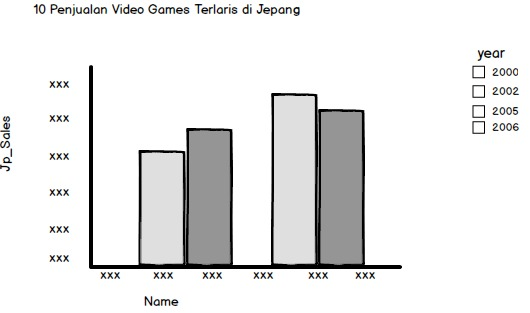 10 Penjualan Video Games Terlaris di Jepang
year
2000
2002
2005
2006
Jp_Sales
xxx
xxx
xxx
xxx
xxx
xxx
xxx xxx xxx xxx xxx xxx
Name